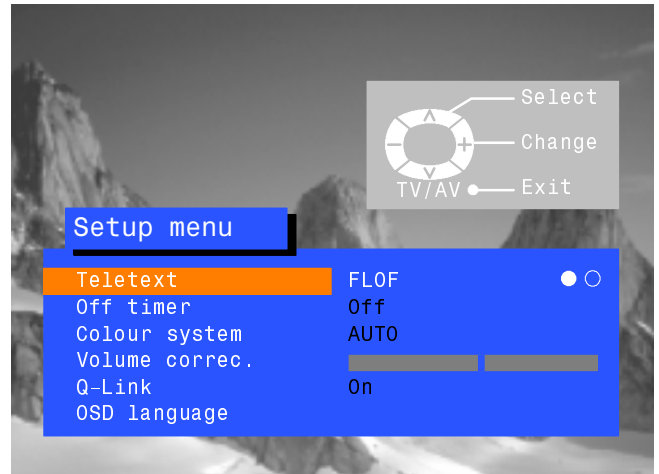 Select
Change
TV/AV Exit
Setup menu
Teletext FLOF
Off timer Off
Colour system AUTO
Volume correc.
Q-Link On
OSD language